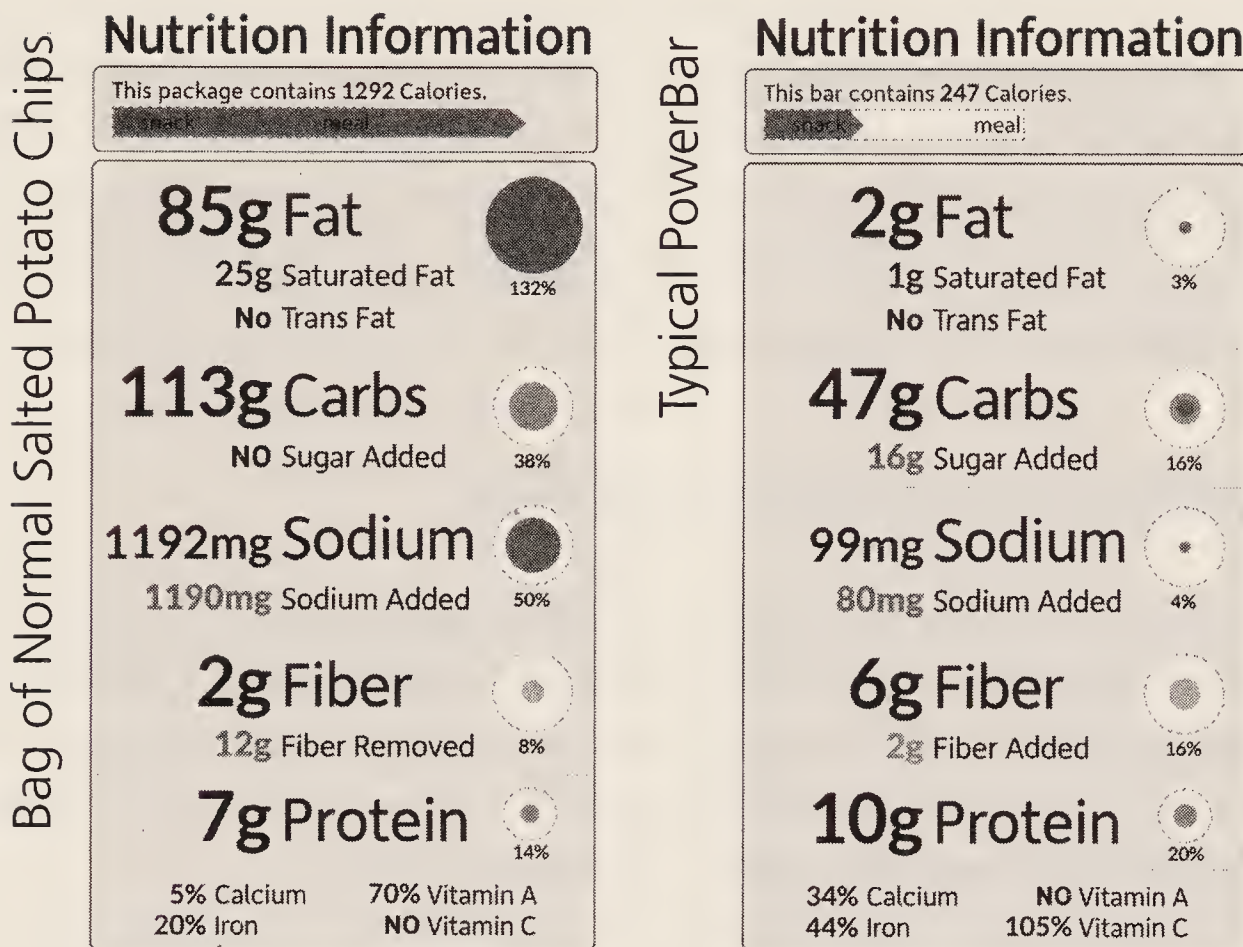 Bag of Normal Salted Potato Chips
Nutrition Information
This package contains 1292 Calories.
snack meal
85g Fat
132%
25g Saturated Fat
No Trans Fat
113g Carbs
38%
NO Sugar Added
1192mg Sodium
50%
1190mg Sodium Added
2g Fiber
8%
12g Fiber Removed
7g Protein
14%
5% Calcium 70% Vitamin A
20% Iron NO Vitamin C
Typical PowerBar
Nutrition Information
This bar contains 247 Calories.
snack meal
2g Fat
3%
1g Saturated Fat
No Trans Fat
47g Carbs
16%
16g Sugar Added
99mg Sodium
4%
80mg Sodium Added
6g Fiber
16%
2g Fiber Added
10g Protein
20%
34% Calcium NO Vitamin A
44% Iron 105% Vitamin C